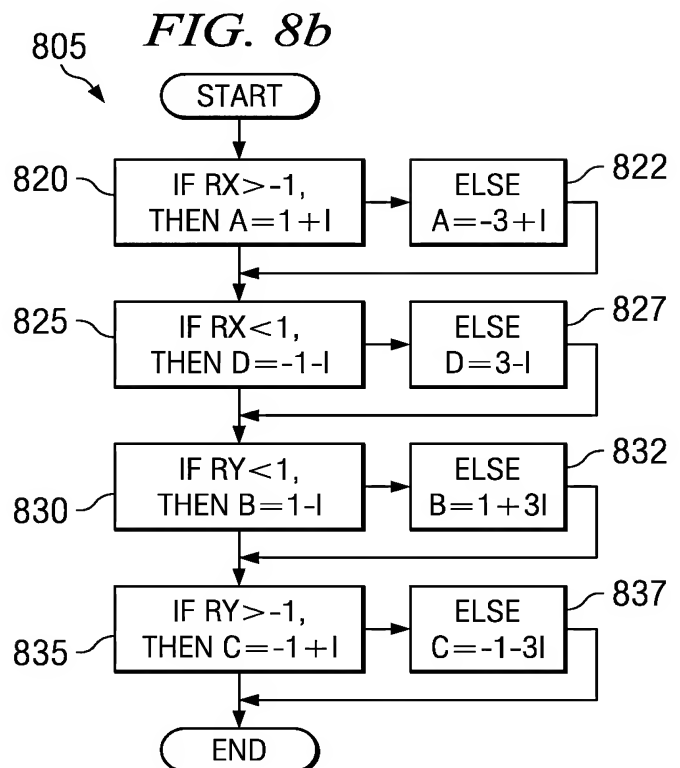 FIG. 8b
805
START
820
IF RX>-1,
THEN A=1+I
ELSE
A=-3+I
822
825
IF RX<1,
THEN D=-1-I
ELSE
D=3-I
827
830
IF RY<1,
THEN B=1-I
ELSE
B=1+3I
832
835
IF RY>-1,
THEN C=-1+I
ELSE
C=-1-3I
837
END